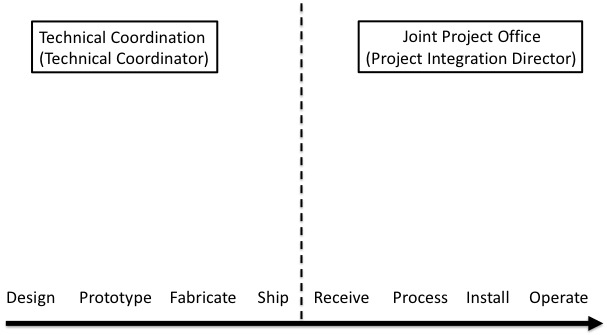 Technical Coordination
(Technical Coordinator)
Joint Project Office
(Project Integration Director)
Design Prototype Fabricate Ship Receive Process Install Operate